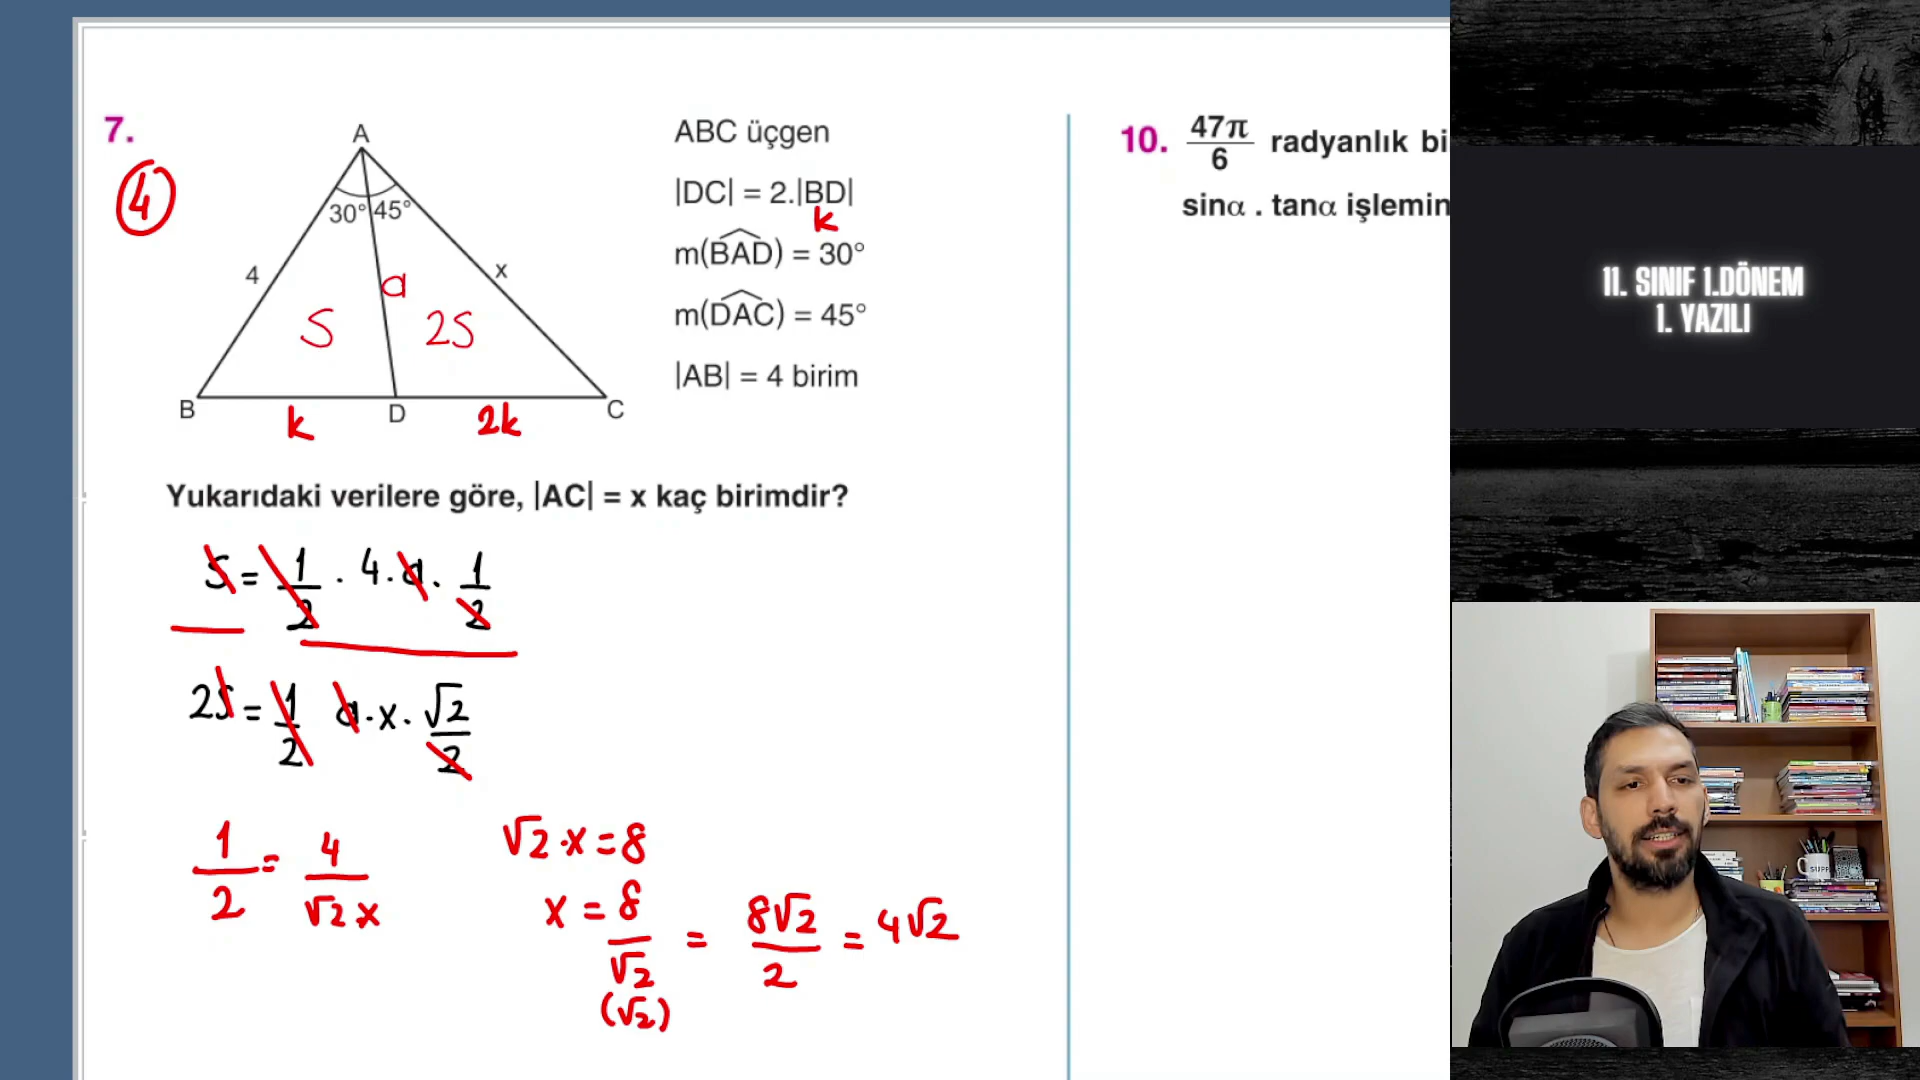 7.
④
A
30° 45°
4
a
x
S
2S
B
D
C
k
2k
ABC üçgen
|DC| = 2.|BD|
k
m(BAD) = 30°
m(DAC) = 45°
|AB| = 4 birim
Yukarıdaki verilere göre, |AC| = x kaç birimdir?
S = 1/2 . 4 . a . 1/2
2S = 1/2 a . x . √2/2
1/2 = 4/√2x
√2 . x = 8
x = 8/√2 = 8√2/2 = 4√2
(√2)
10. 47π/6 radyanlık bi
sinα . tanα işlemin
11. SINIF 1.DÖNEM
1. YAZILI
SUPP